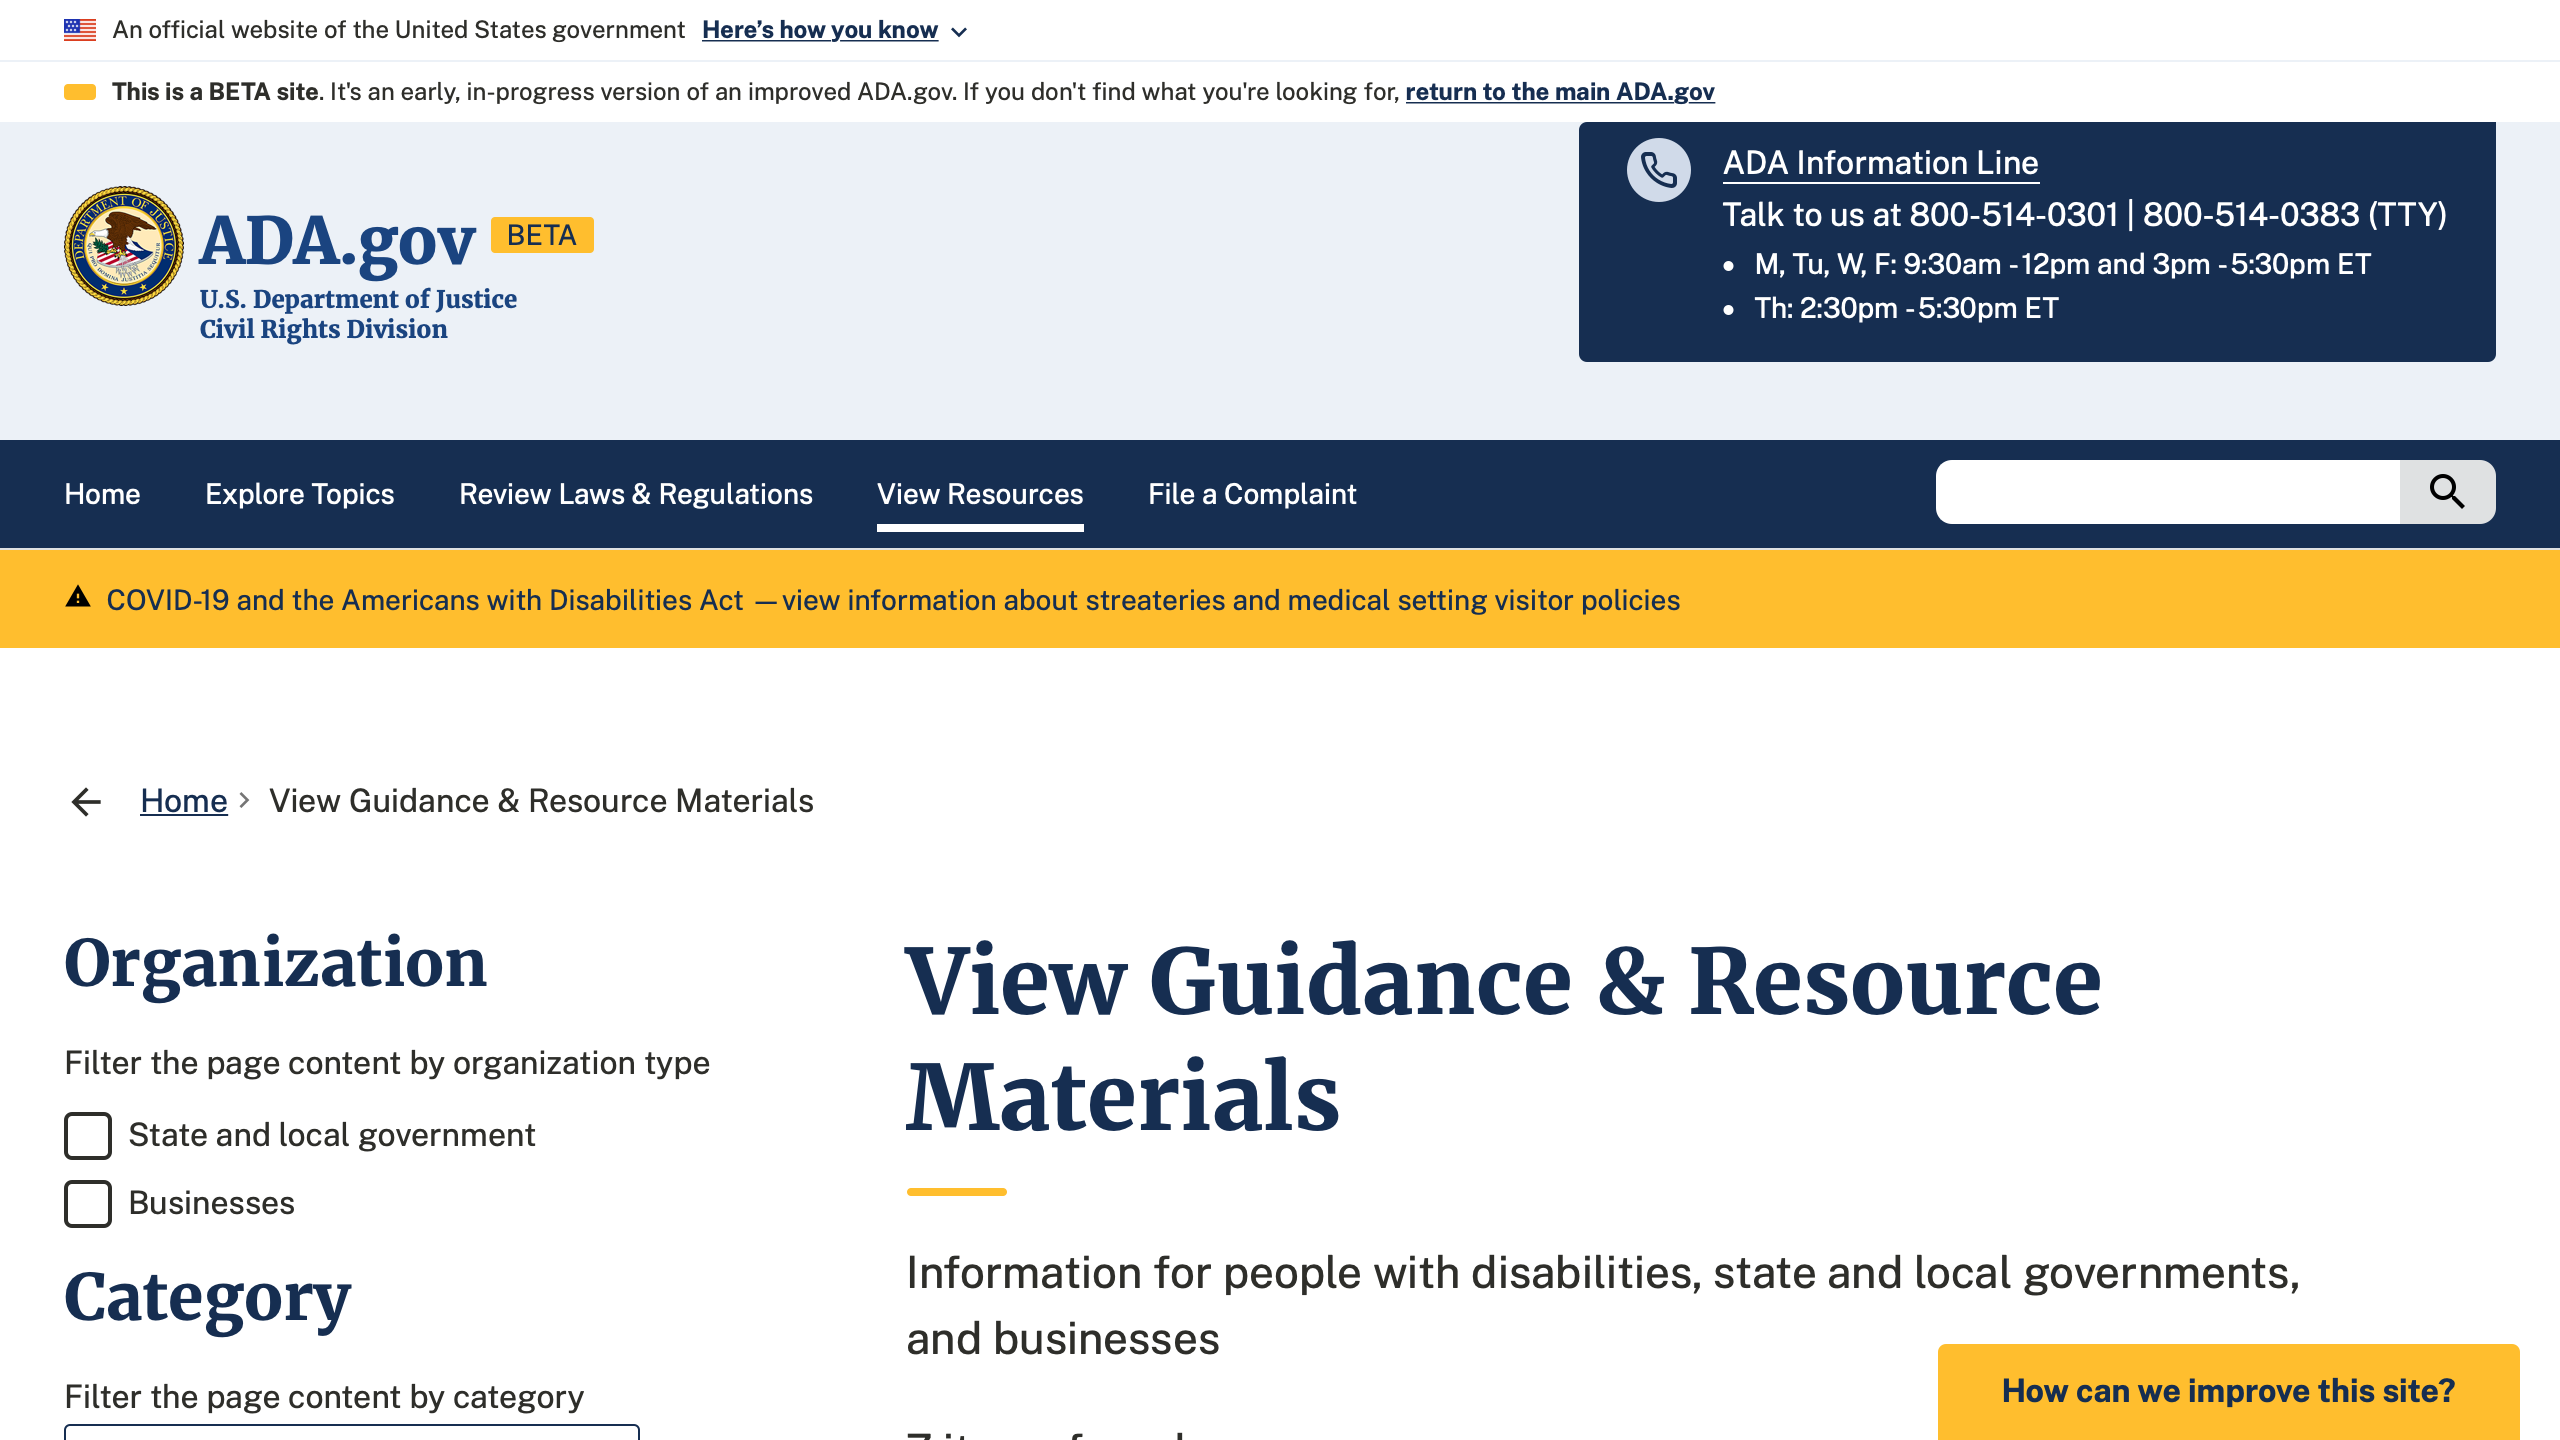 An official website of the United States government Here’s how you know
This is a BETA site. It's an early, in-progress version of an improved ADA.gov. If you don't find what you're looking for, return to the main ADA.gov
ADA.gov BETA
U.S. Department of Justice
Civil Rights Division
ADA Information Line
Talk to us at 800-514-0301 | 800-514-0383 (TTY)
• M, Tu, W, F: 9:30am - 12pm and 3pm - 5:30pm ET
• Th: 2:30pm - 5:30pm ET
Home Explore Topics Review Laws & Regulations View Resources File a Complaint
COVID-19 and the Americans with Disabilities Act — view information about streateries and medical setting visitor policies
Home > View Guidance & Resource Materials
Organization
Filter the page content by organization type
State and local government
Businesses
Category
Filter the page content by category
View Guidance & Resource
Materials
Information for people with disabilities, state and local governments,
and businesses
How can we improve this site?